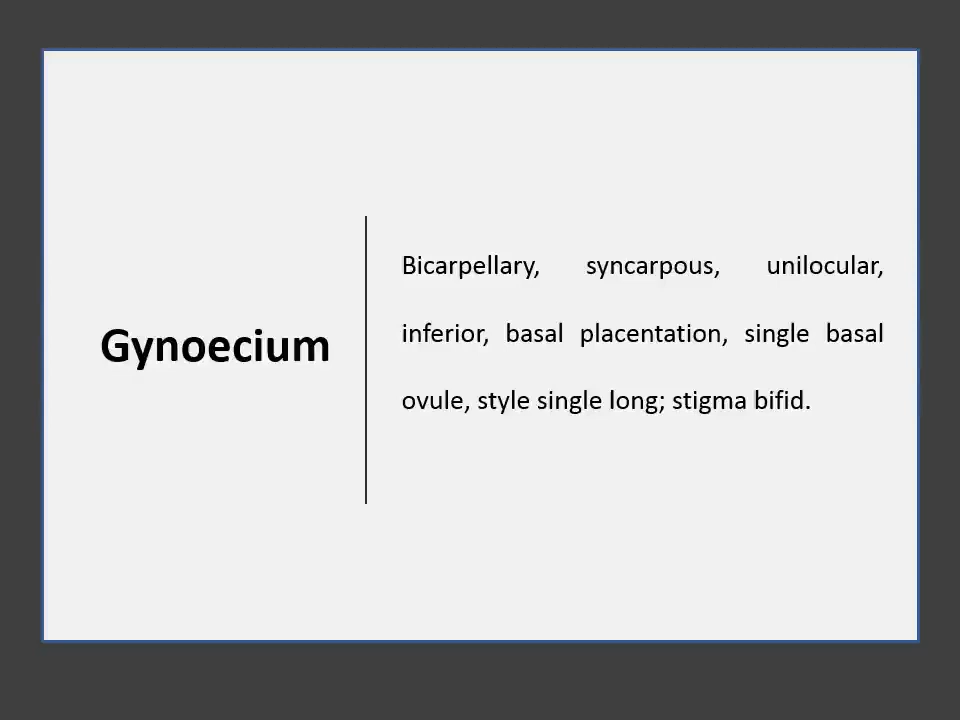 Gynoecium
Bicarpellary, syncarpous, unilocular,
inferior, basal placentation, single basal
ovule, style single long; stigma bifid.